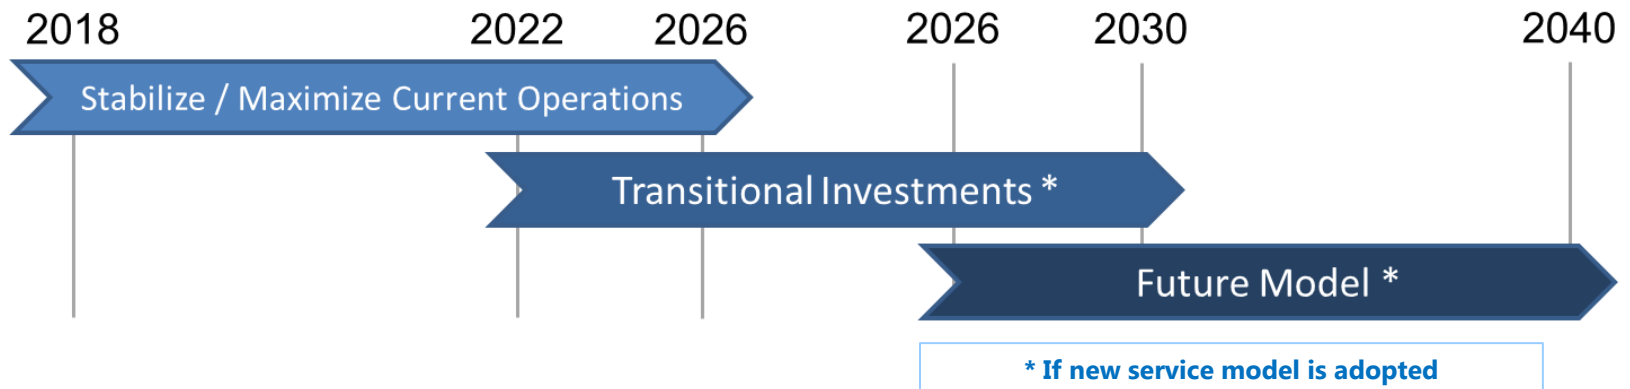 2018 2022 2026 2026 2030 2040
Stabilize / Maximize Current Operations
Transitional Investments *
Future Model *
* If new service model is adopted